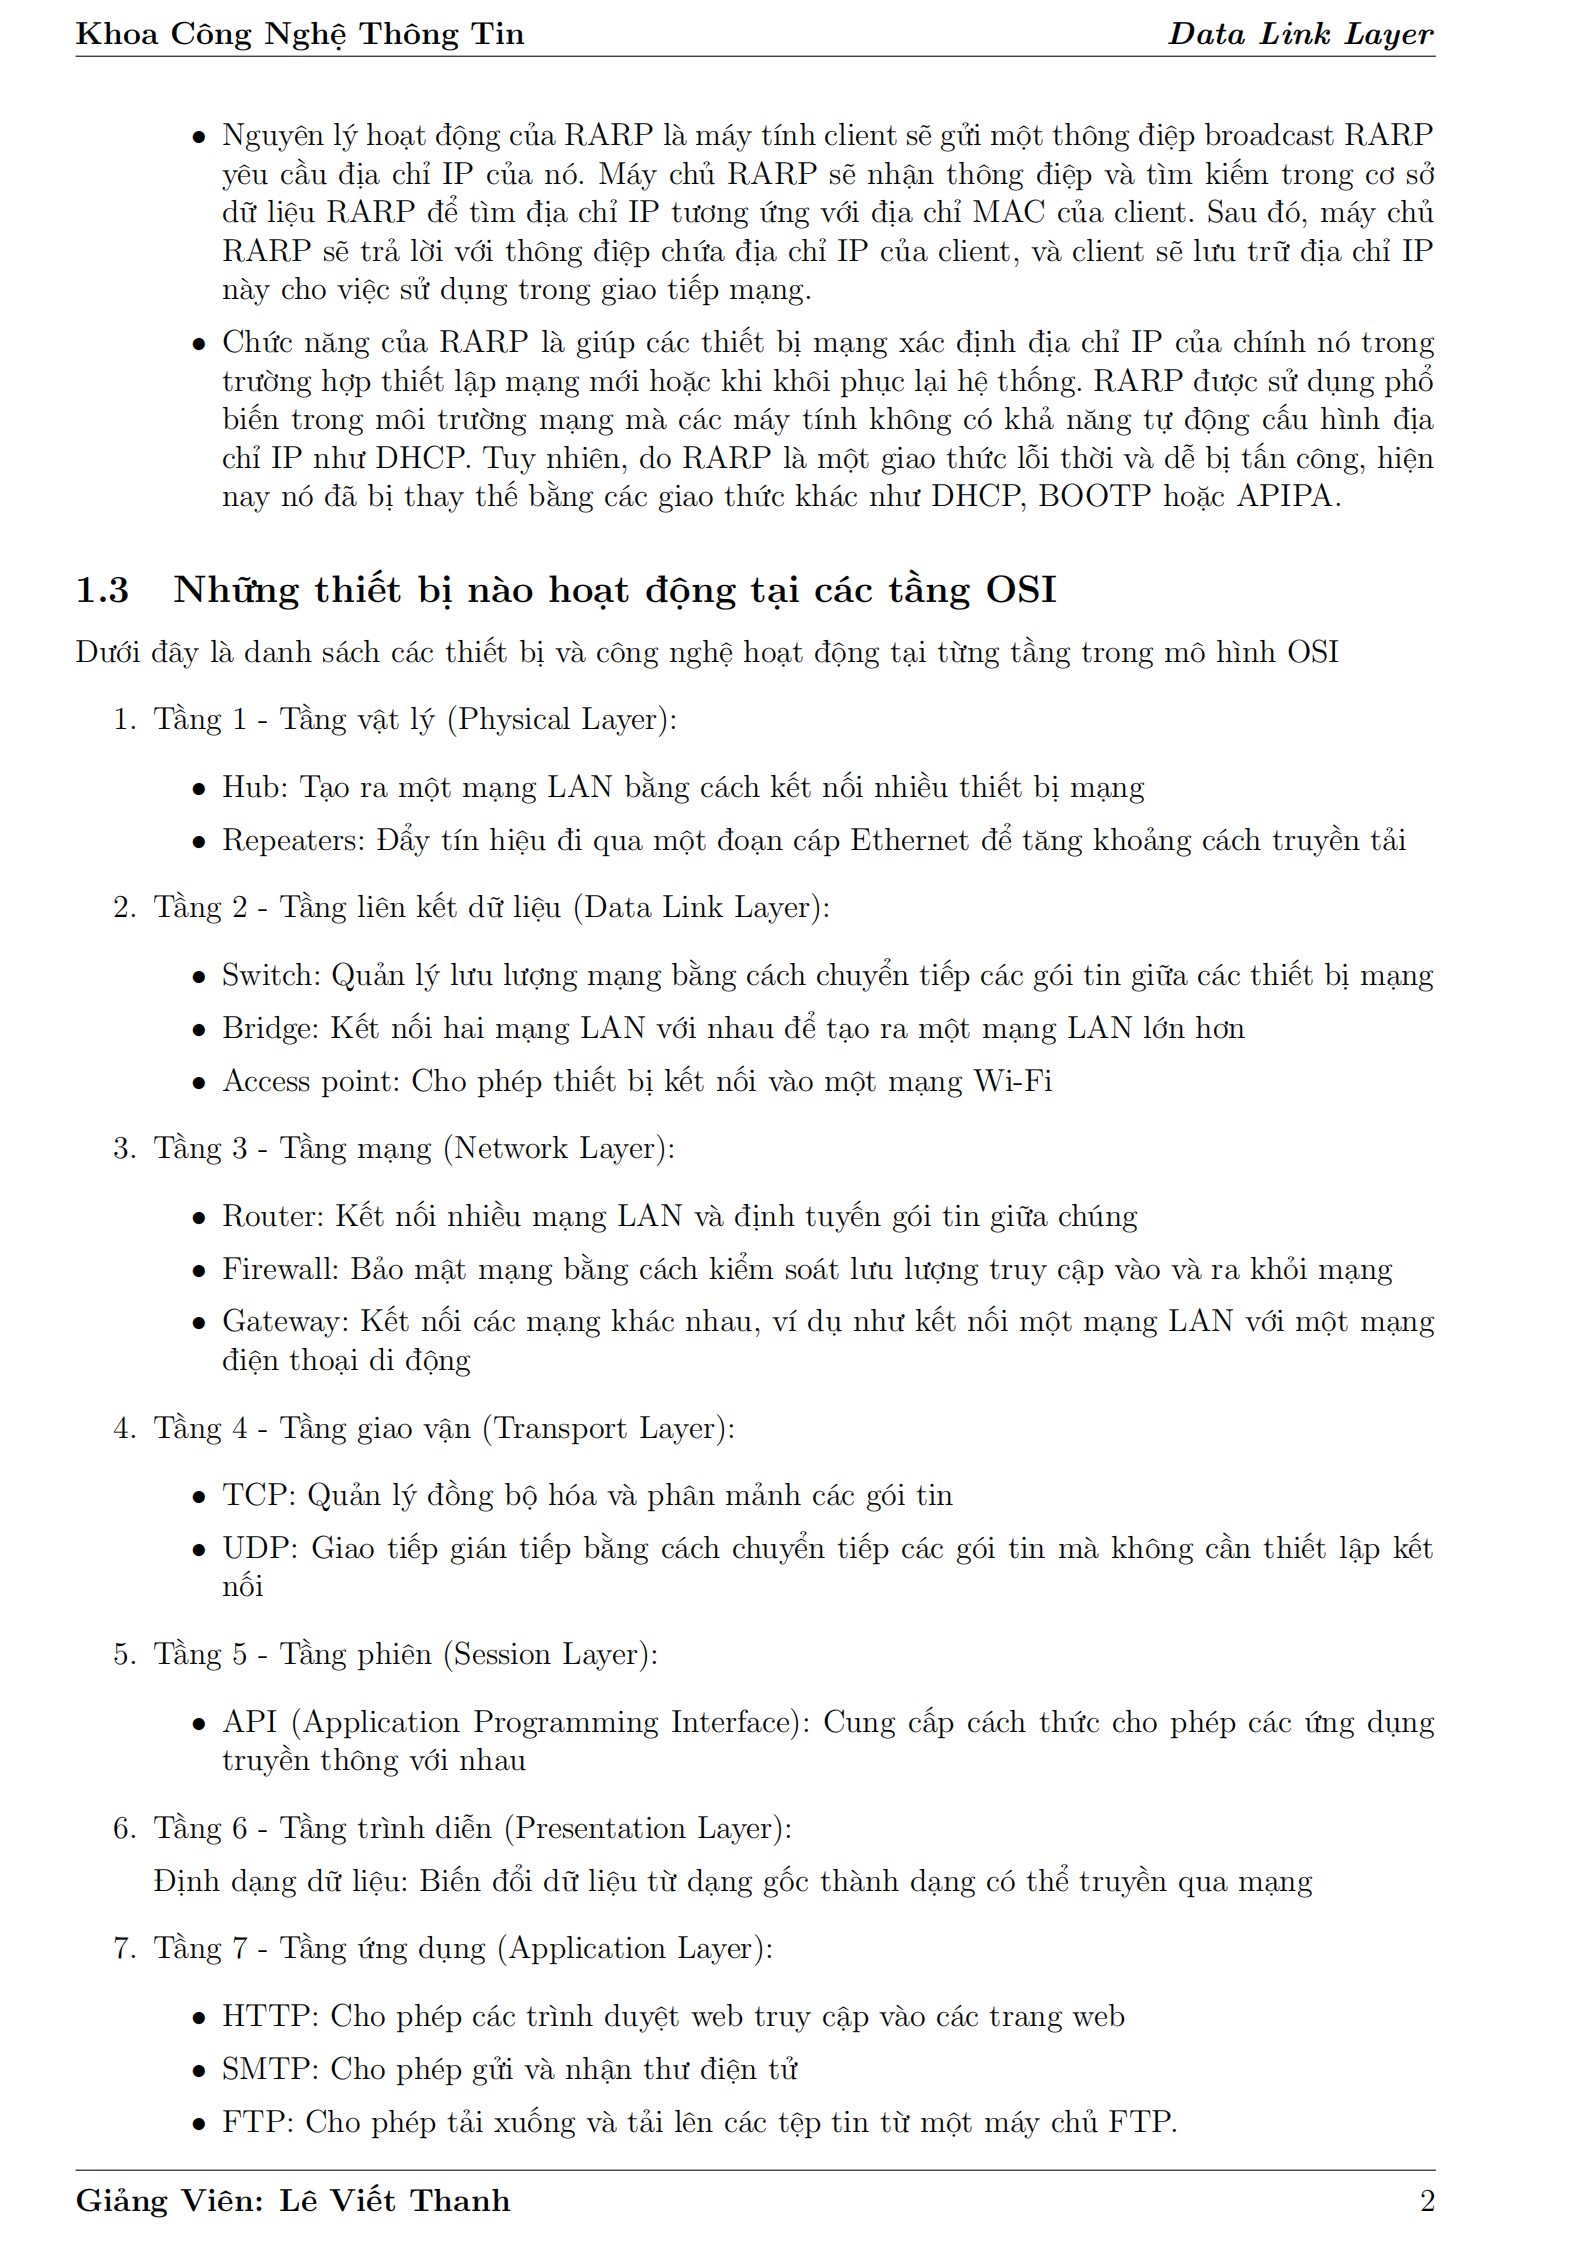 Khoa Công Nghệ Thông Tin Data Link Layer
• Nguyên lý hoạt động của RARP là máy tính client sẽ gửi một thông điệp broadcast RARP
yêu cầu địa chỉ IP của nó. Máy chủ RARP sẽ nhận thông điệp và tìm kiếm trong cơ sở
dữ liệu RARP để tìm địa chỉ IP tương ứng với địa chỉ MAC của client. Sau đó, máy chủ
RARP sẽ trả lời với thông điệp chứa địa chỉ IP của client, và client sẽ lưu trữ địa chỉ IP
này cho việc sử dụng trong giao tiếp mạng.
• Chức năng của RARP là giúp các thiết bị mạng xác định địa chỉ IP của chính nó trong
trường hợp thiết lập mạng mới hoặc khi khôi phục lại hệ thống. RARP được sử dụng phổ
biến trong môi trường mạng mà các máy tính không có khả năng tự động cấu hình địa
chỉ IP như DHCP. Tuy nhiên, do RARP là một giao thức lỗi thời và dễ bị tấn công, hiện
nay nó đã bị thay thế bằng các giao thức khác như DHCP, BOOTP hoặc APIPA.
1.3 Những thiết bị nào hoạt động tại các tầng OSI
Dưới đây là danh sách các thiết bị và công nghệ hoạt động tại từng tầng trong mô hình OSI
1. Tầng 1 - Tầng vật lý (Physical Layer):
• Hub: Tạo ra một mạng LAN bằng cách kết nối nhiều thiết bị mạng
• Repeaters: Đẩy tín hiệu đi qua một đoạn cáp Ethernet để tăng khoảng cách truyền tải
2. Tầng 2 - Tầng liên kết dữ liệu (Data Link Layer):
• Switch: Quản lý lưu lượng mạng bằng cách chuyển tiếp các gói tin giữa các thiết bị mạng
• Bridge: Kết nối hai mạng LAN với nhau để tạo ra một mạng LAN lớn hơn
• Access point: Cho phép thiết bị kết nối vào một mạng Wi-Fi
3. Tầng 3 - Tầng mạng (Network Layer):
• Router: Kết nối nhiều mạng LAN và định tuyến gói tin giữa chúng
• Firewall: Bảo mật mạng bằng cách kiểm soát lưu lượng truy cập vào và ra khỏi mạng
• Gateway: Kết nối các mạng khác nhau, ví dụ như kết nối một mạng LAN với một mạng
điện thoại di động
4. Tầng 4 - Tầng giao vận (Transport Layer):
• TCP: Quản lý đồng bộ hóa và phân mảnh các gói tin
• UDP: Giao tiếp gián tiếp bằng cách chuyển tiếp các gói tin mà không cần thiết lập kết
nối
5. Tầng 5 - Tầng phiên (Session Layer):
• API (Application Programming Interface): Cung cấp cách thức cho phép các ứng dụng
truyền thông với nhau
6. Tầng 6 - Tầng trình diễn (Presentation Layer):
Định dạng dữ liệu: Biến đổi dữ liệu từ dạng gốc thành dạng có thể truyền qua mạng
7. Tầng 7 - Tầng ứng dụng (Application Layer):
• HTTP: Cho phép các trình duyệt web truy cập vào các trang web
• SMTP: Cho phép gửi và nhận thư điện tử
• FTP: Cho phép tải xuống và tải lên các tệp tin từ một máy chủ FTP.
Giảng Viên: Lê Viết Thanh 2